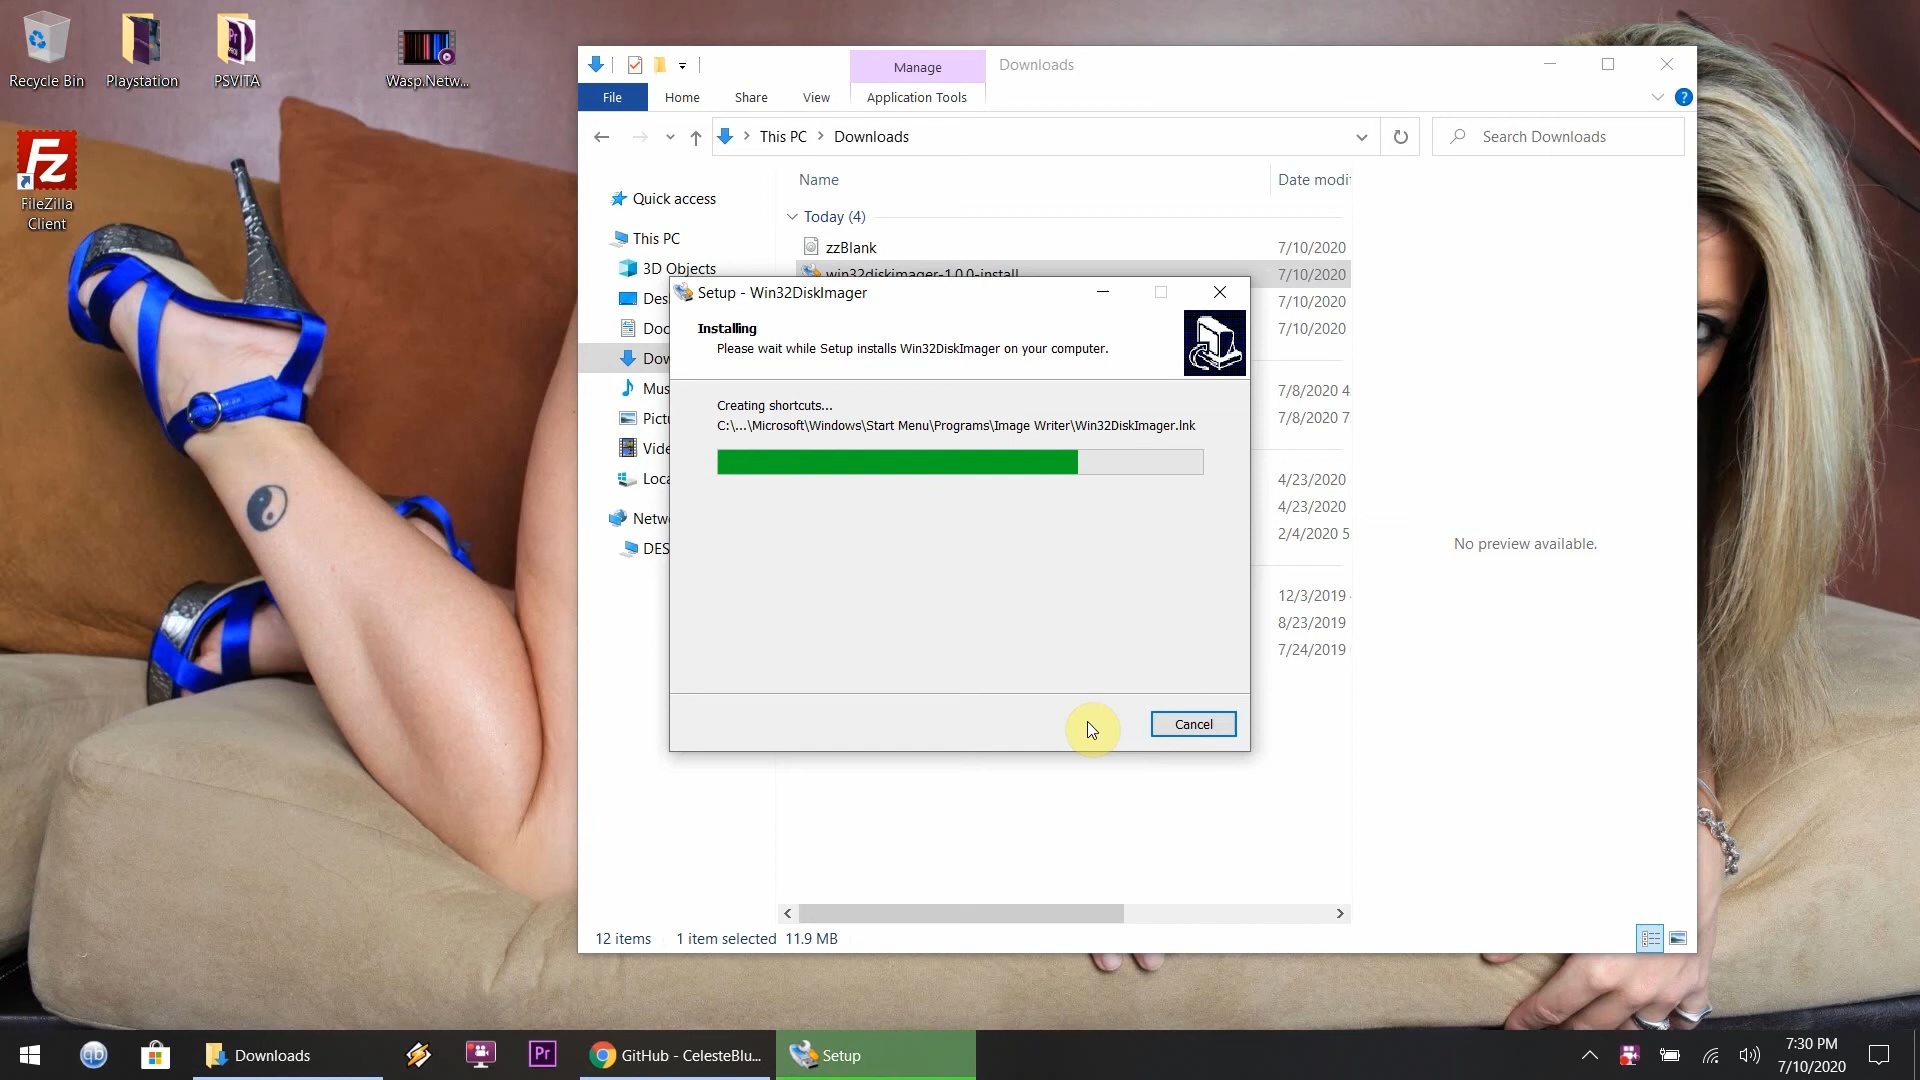 Recycle Bin
Playstation
PSVITA
Wasp.Netw...
FileZilla
Client
Manage
Downloads
File
Home
Share
View
Application Tools
This PC
Downloads
Search Downloads
Name
Quick access
Today (4)
This PC
zzBlank
7/10/2020
3D Objects
win32diskimager-1.0.0-install
7/10/2020
7/10/2020
7/10/2020
7/8/2020 4
7/8/2020 7
4/23/2020
4/23/2020
2/4/2020 5
12/3/2019
8/23/2019
7/24/2019
Setup - Win32DiskImager
Installing
Please wait while Setup installs Win32DiskImager on your computer.
Creating shortcuts...
C:\...\Microsoft\Windows\Start Menu\Programs\Image Writer\Win32DiskImager.lnk
Cancel
No preview available.
12 items
1 item selected 11.9 MB
Downloads
Pr
GitHub - CelesteBlu...
Setup
7:30 PM
7/10/2020